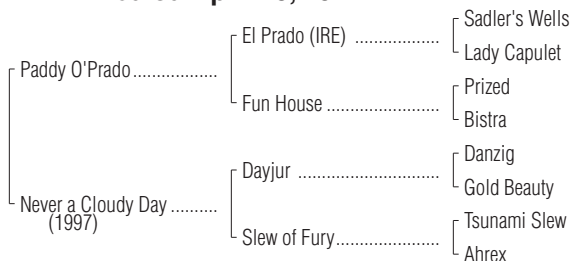 El Prado (IRE) ...................
Sadler's Wells
Lady Capulet
Paddy O'Prado..................
Fun House .........................
Prized
Bistra
Dayjur ...............................
Danzig
Gold Beauty
Never a Cloudy Day ..........
(1997)
Slew of Fury.......................
Tsunami Slew
Ahrex